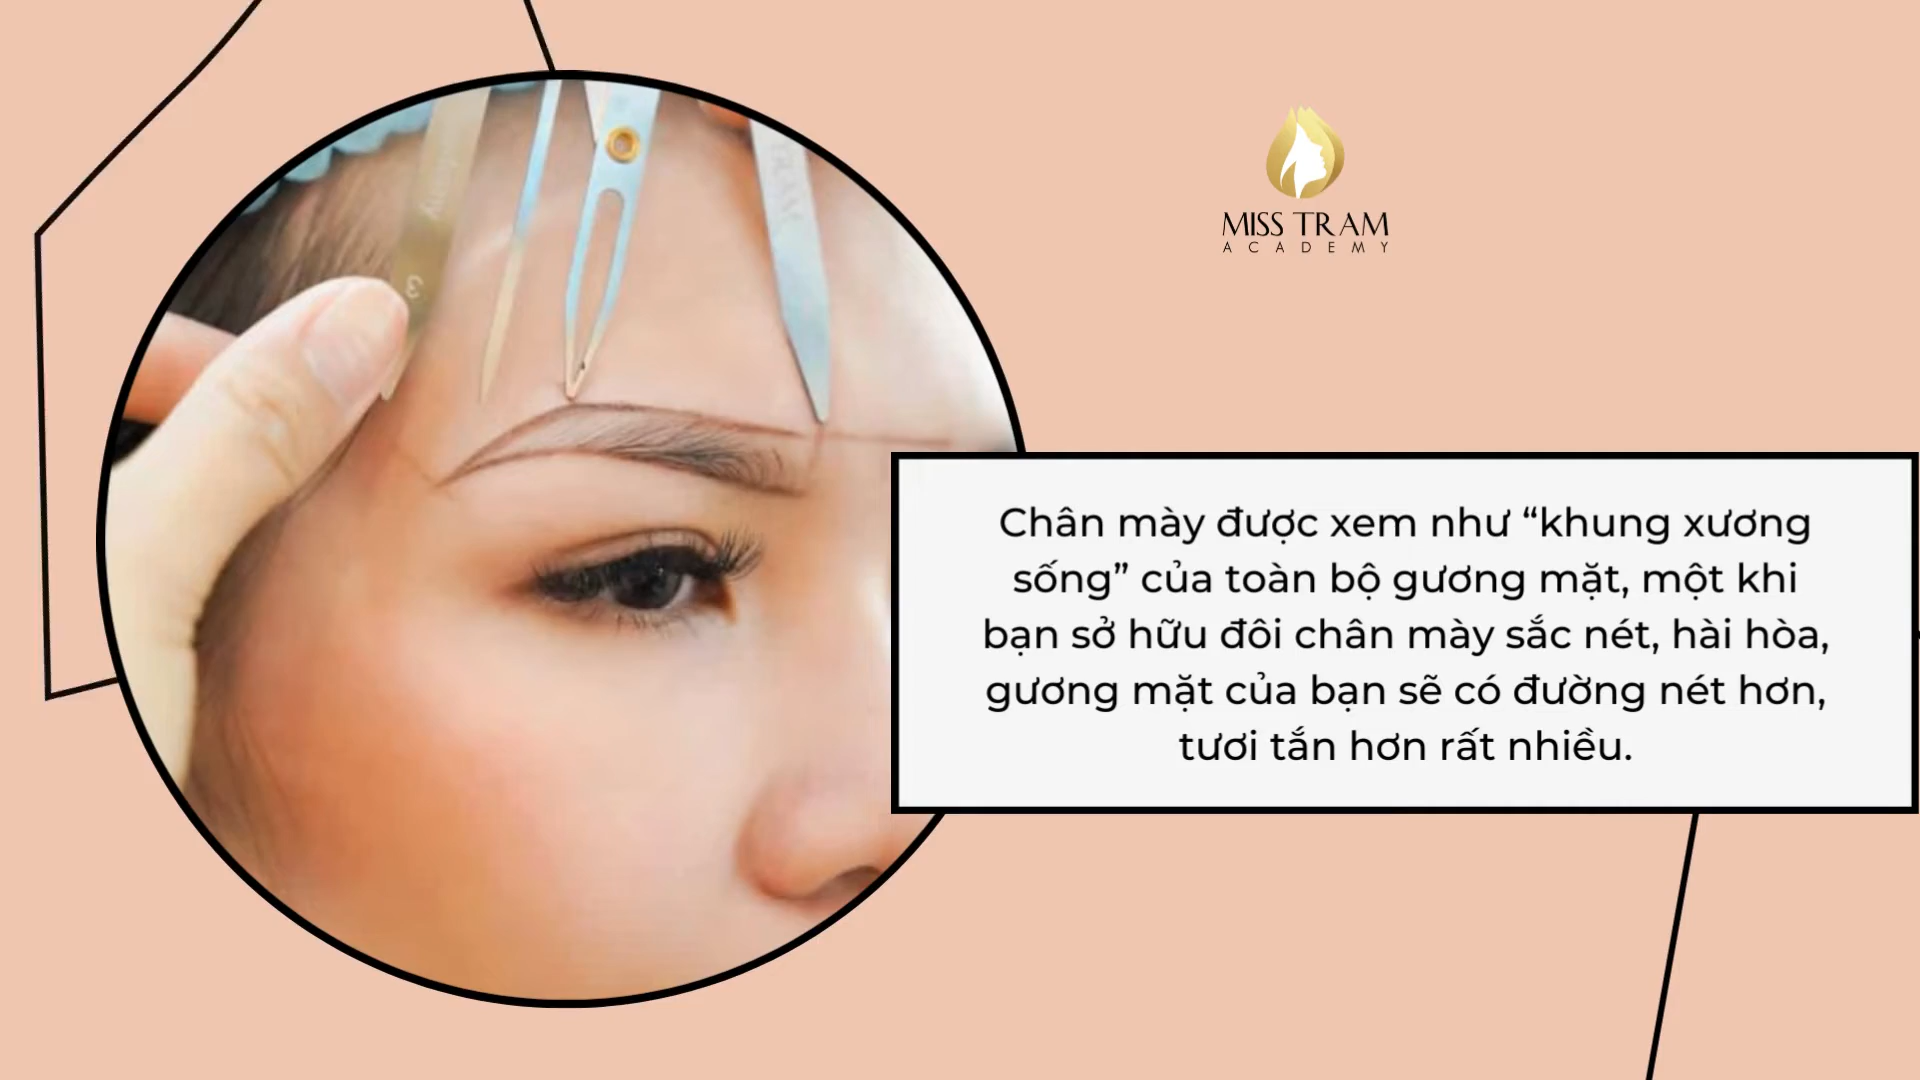 MISS TRAM
ACADEMY
Chân mày được xem như “khung xương
sống” của toàn bộ gương mặt, một khi
bạn sở hữu đôi chân mày sắc nét, hài hòa,
gương mặt của bạn sẽ có đường nét hơn,
tươi tắn hơn rất nhiều.
3